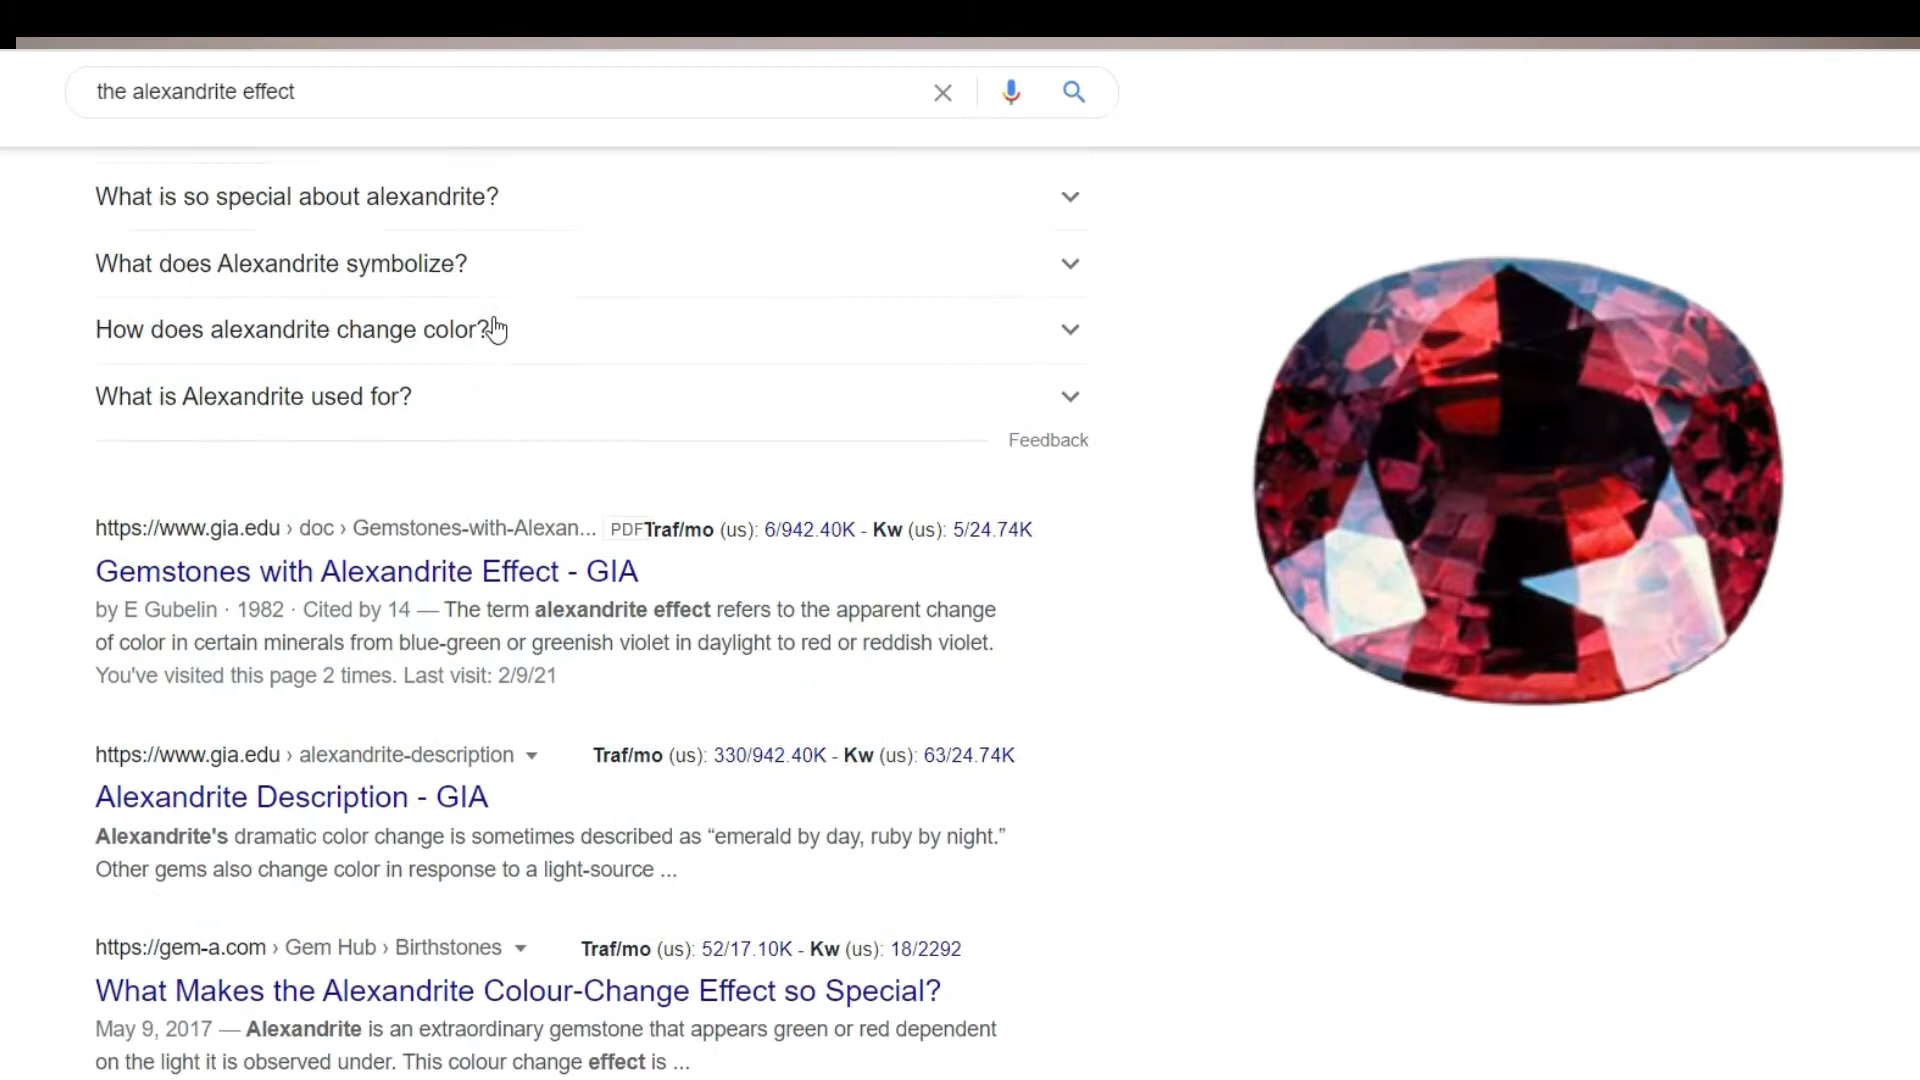 the alexandrite effect
What is so special about alexandrite?
What does Alexandrite symbolize?
How does alexandrite change color?
What is Alexandrite used for?
Feedback
https://www.gia.edu › doc › Gemstones-with-Alexan... PDF Traf/mo (us): 6/942.40K - Kw (us): 5/24.74K
Gemstones with Alexandrite Effect - GIA
by E Gubelin · 1982 · Cited by 14 — The term alexandrite effect refers to the apparent change
of color in certain minerals from blue-green or greenish violet in daylight to red or reddish violet.
You've visited this page 2 times. Last visit: 2/9/21
https://www.gia.edu › alexandrite-description Traf/mo (us): 330/942.40K - Kw (us): 63/24.74K
Alexandrite Description - GIA
Alexandrite's dramatic color change is sometimes described as “emerald by day, ruby by night.”
Other gems also change color in response to a light-source ...
https://gem-a.com › Gem Hub › Birthstones Traf/mo (us): 52/17.10K - Kw (us): 18/2292
What Makes the Alexandrite Colour-Change Effect so Special?
May 9, 2017 — Alexandrite is an extraordinary gemstone that appears green or red dependent
on the light it is observed under. This colour change effect is ...